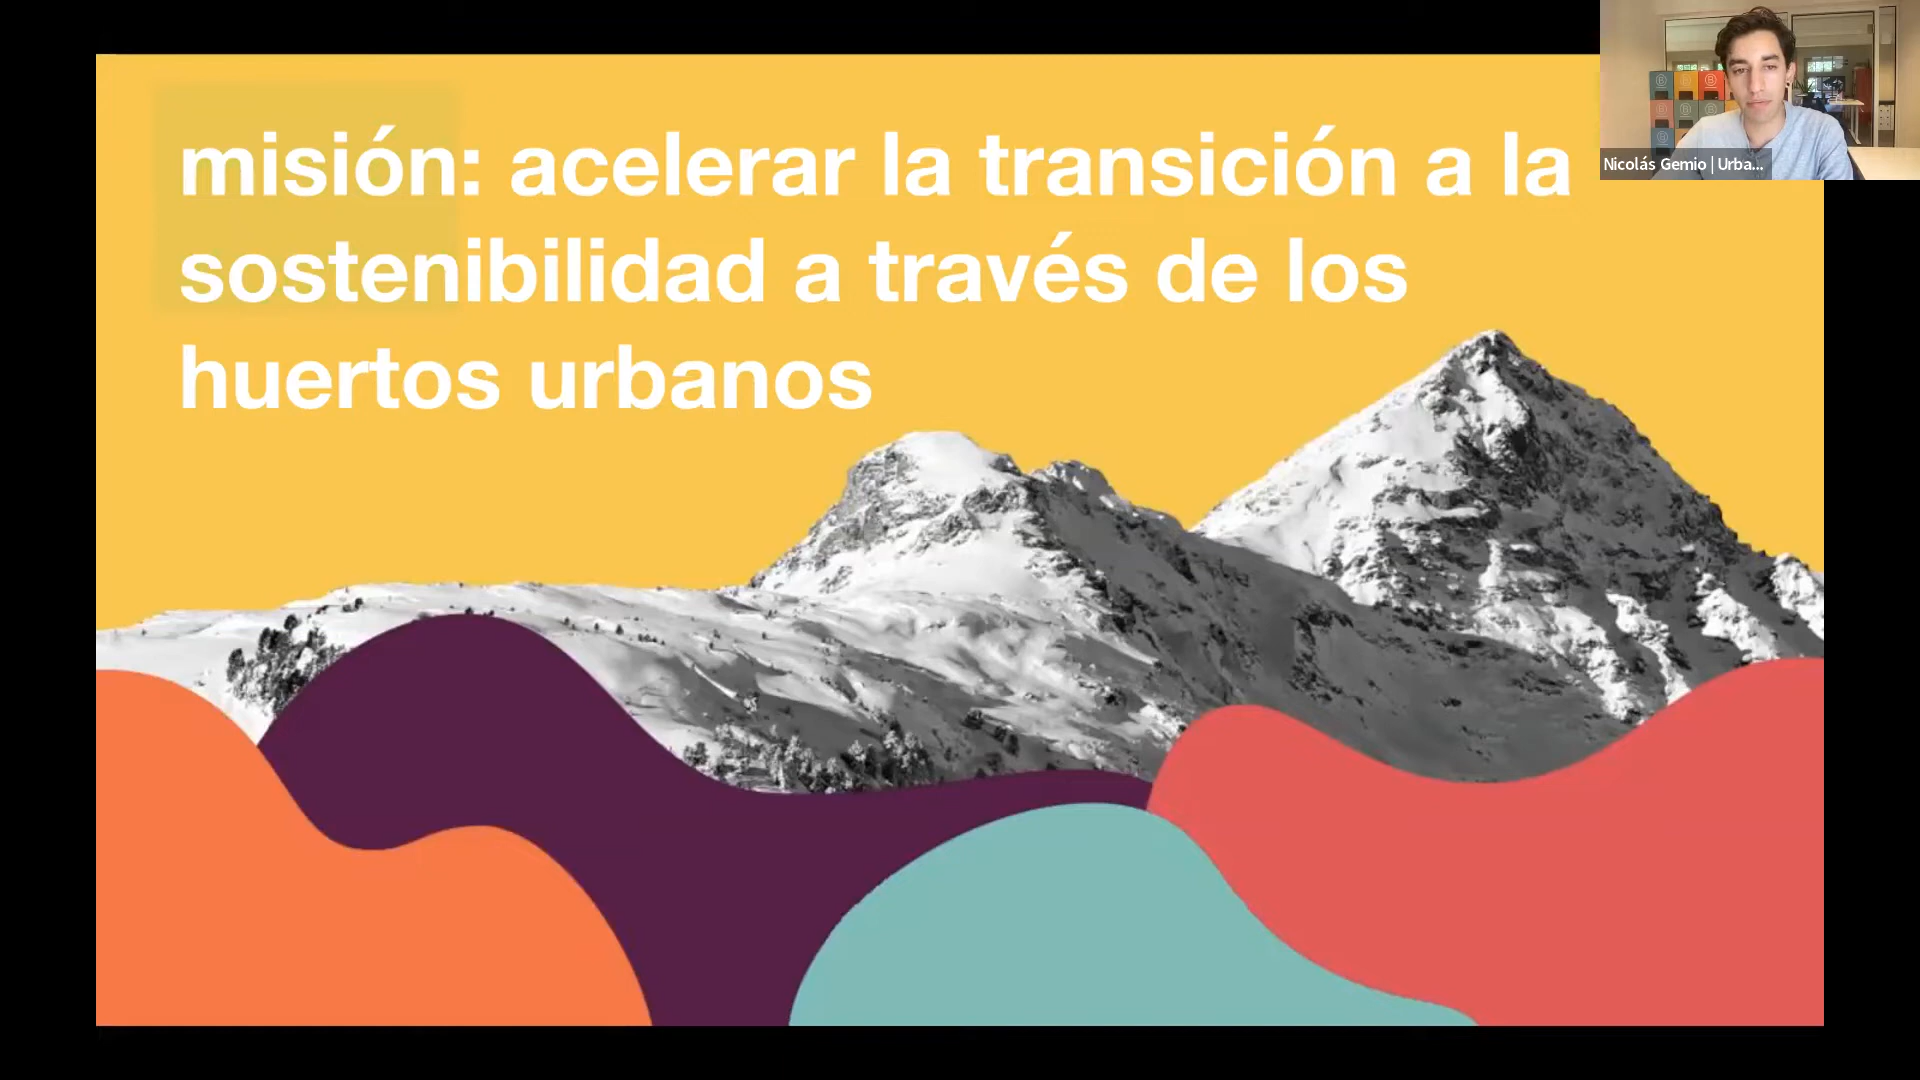 misión: acelerar la transición a la
sostenibilidad a través de los
huertos urbanos
Nicolás Gemio | Urba...